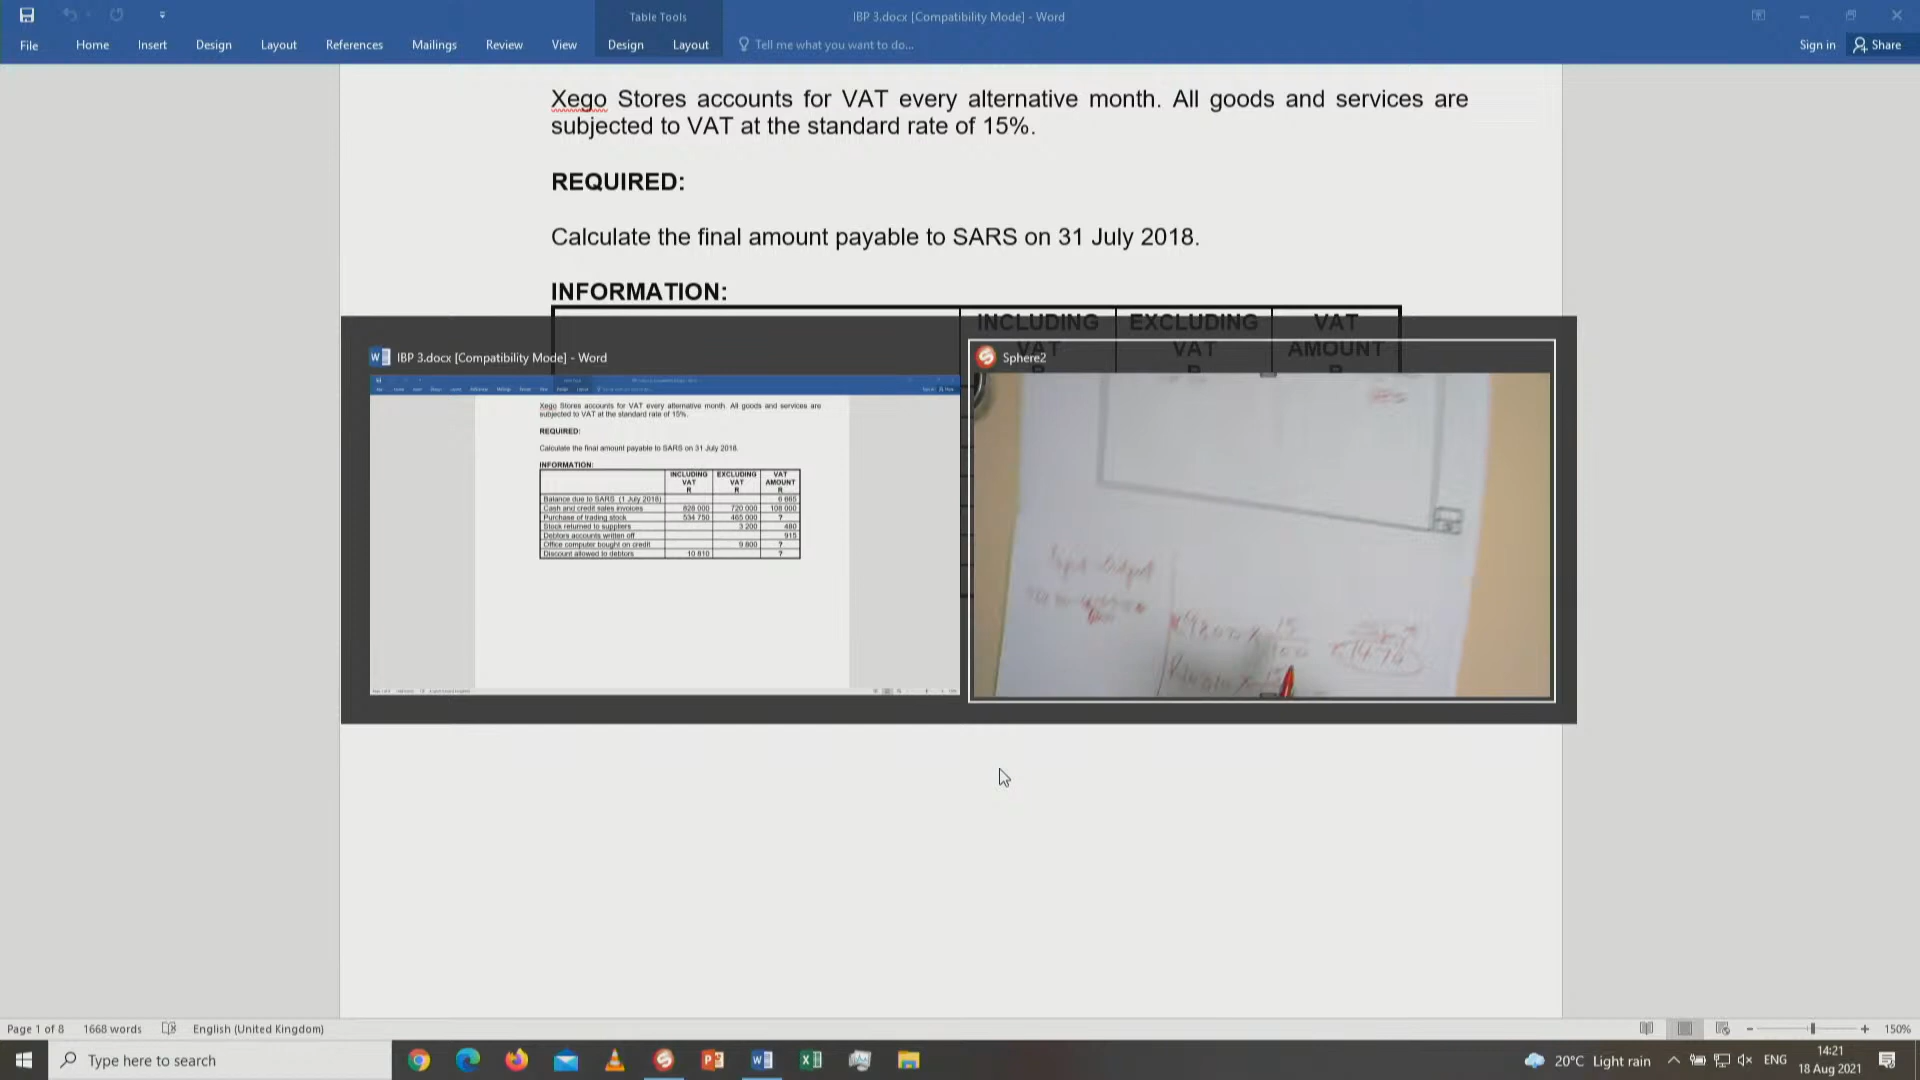 IBP 3.docx [Compatibility Mode] - Word
Table Tools
File Home Insert Design Layout References Mailings Review View Design Layout Tell me what you want to do... Sign in Share
Xego Stores accounts for VAT every alternative month. All goods and services are
subjected to VAT at the standard rate of 15%.
REQUIRED:
Calculate the final amount payable to SARS on 31 July 2018.
INFORMATION:
INCLUDING VAT R
EXCLUDING VAT R
VAT AMOUNT R
IBP 3.docx [Compatibility Mode] - Word
Xego Stores accounts for VAT every alternative month. All goods and services are
subjected to VAT at the standard rate of 15%.
REQUIRED:
Calculate the final amount payable to SARS on 31 July 2018.
INFORMATION:
INCLUDING VAT R
EXCLUDING VAT R
VAT AMOUNT R
Balance due to SARS (1 July 2018) 6 665
Cash and credit sales invoices 828 000 720 000 108 000
Purchase of trading stock 534 750 465 000 ?
Stock returned to suppliers 3 200 480
Debtors accounts written off 915
Office computer bought on credit 9 800 ?
Discount allowed to debtors 10 810 ?
Sphere2
Input Output
15
Page 1 of 8 1668 words English (United Kingdom) 150%
Type here to search
20°C Light rain ENG
14:21
18 Aug 2021